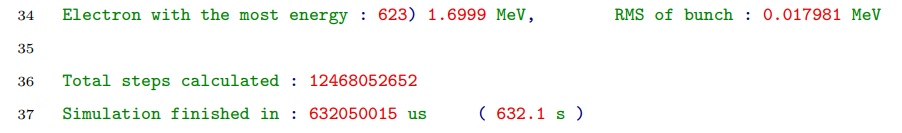 34 Electron with the most energy : 623) 1.6999 MeV, RMS of bunch : 0.017981 MeV
35
36 Total steps calculated : 12468052652
37 Simulation finished in : 632050015 us ( 632.1 s )